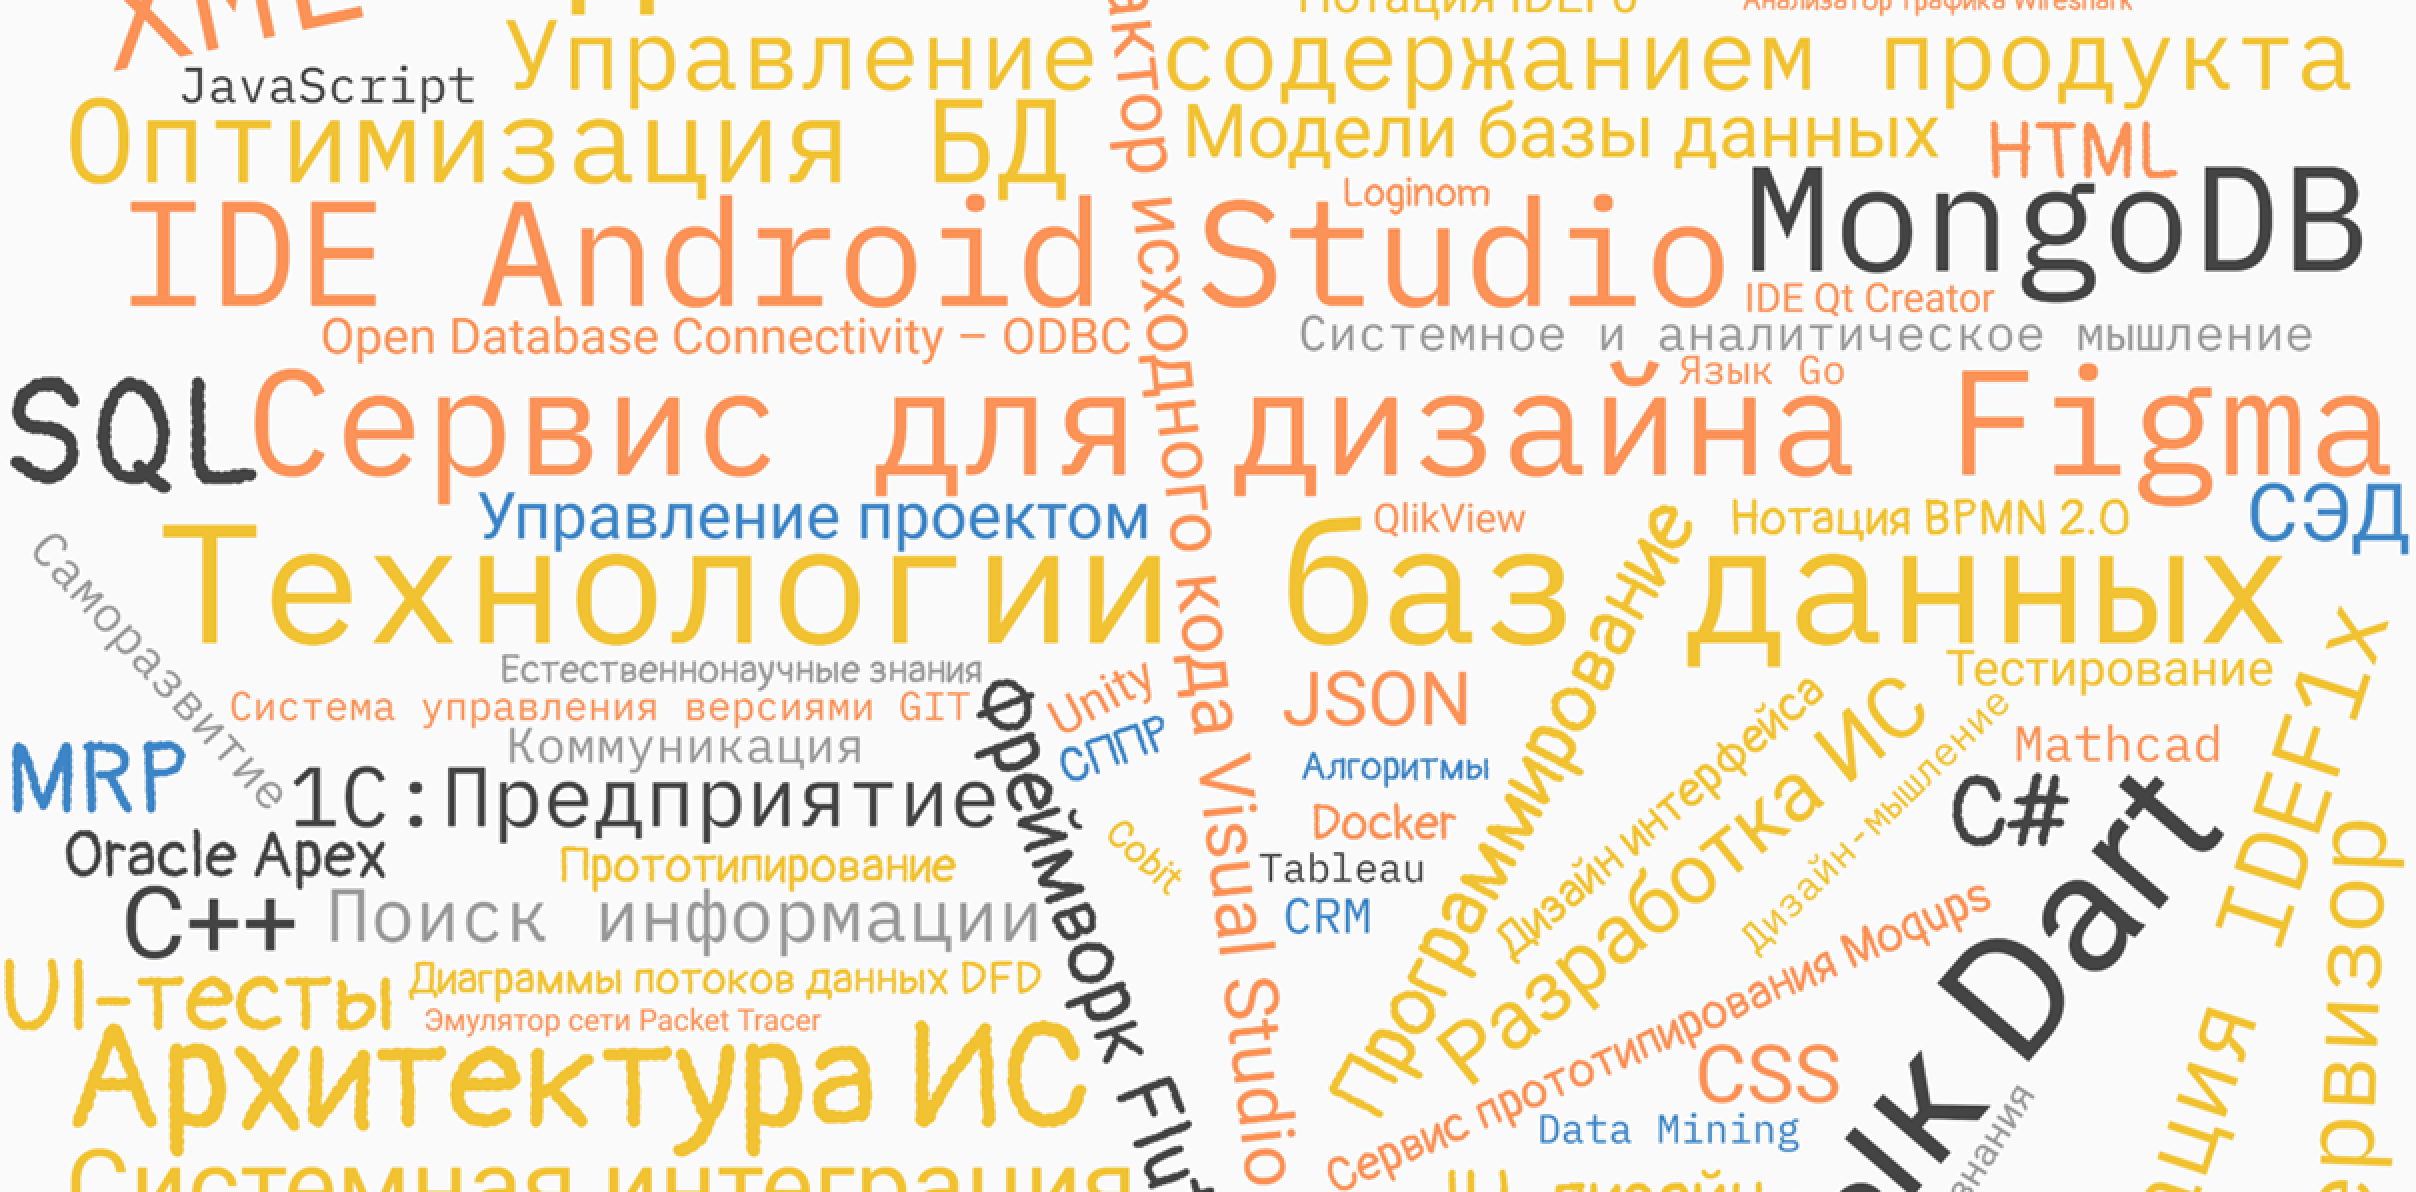 XML
Нотация IDEF0
Анализатор трафика Wireshark
Управление содержанием продукта
JavaScript
Оптимизация БД
Модели базы данных
HTML
Loginom
MongoDB
IDE Android Studio
IDE Qt Creator
Open Database Connectivity – ODBC
Системное и аналитическое мышление
Язык Go
SQL
Сервис для дизайна Figma
Управление проектом
QlikView
Нотация BPMN 2.0
СЭД
Технологии баз данных
актор исходного кода Visual Studio
Саморазвитие
Естественнонаучные знания
Тестирование
Система управления версиями GIT
Unity
JSON
Программирование
СППР
Коммуникация
MRP
1С:Предприятие
Алгоритмы
Дизайн интерфейса
Разработка ИС
Дизайн-мышление
Mathcad
IDEF1x
C#
Docker
Oracle Apex
Прототипирование
Cobit
Tableau
Фреймворк Flut
C++
Поиск информации
CRM
Сервис прототипирования Moqups
lk Dart
ервизор
UI-тесты
Диаграммы потоков данных DFD
Эмулятор сети Packet Tracer
Архитектура ИС
CSS
Data Mining
знания
ация
Системная интеграция